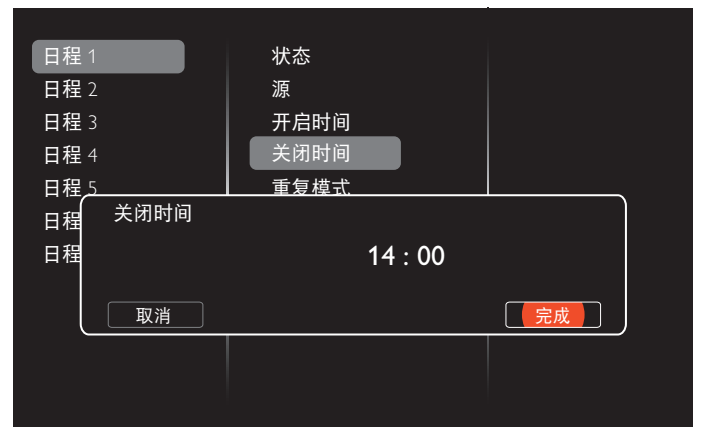 日程 1
日程 2
日程 3
日程 4
日程 5
日程
日程
状态
源
开启时间
关闭时间
重复模式
关闭时间
14 : 00
取消
完成